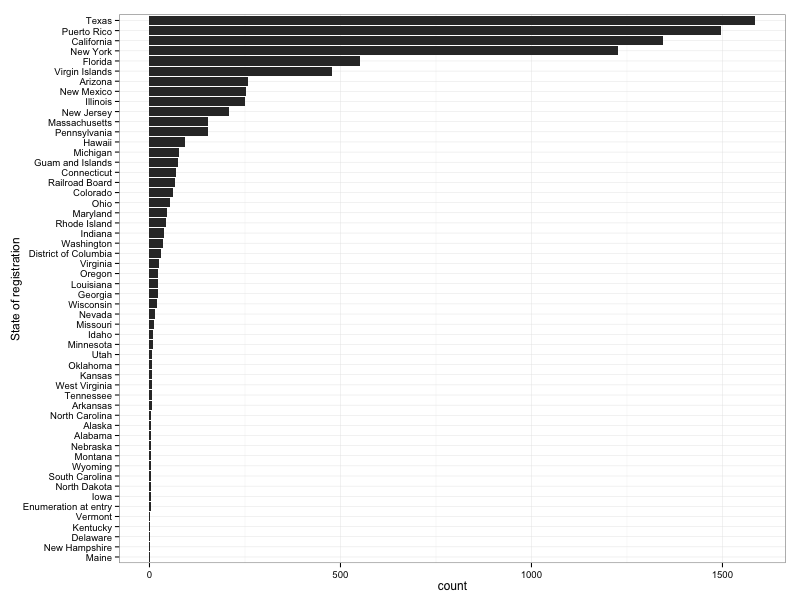 Texas
Puerto Rico
California
New York
Florida
Virgin Islands
Arizona
New Mexico
Illinois
New Jersey
Massachusetts
Pennsylvania
Hawaii
Michigan
Guam and Islands
Connecticut
Railroad Board
Colorado
Ohio
Maryland
Rhode Island
Indiana
Washington
District of Columbia
Virginia
Oregon
Louisiana
Georgia
Wisconsin
Nevada
Missouri
Idaho
Minnesota
Utah
Oklahoma
Kansas
West Virginia
Tennessee
Arkansas
North Carolina
Alaska
Alabama
Nebraska
Montana
Wyoming
South Carolina
North Dakota
Iowa
Enumeration at entry
Vermont
Kentucky
Delaware
New Hampshire
Maine
State of registration
0 500 1000 1500
count